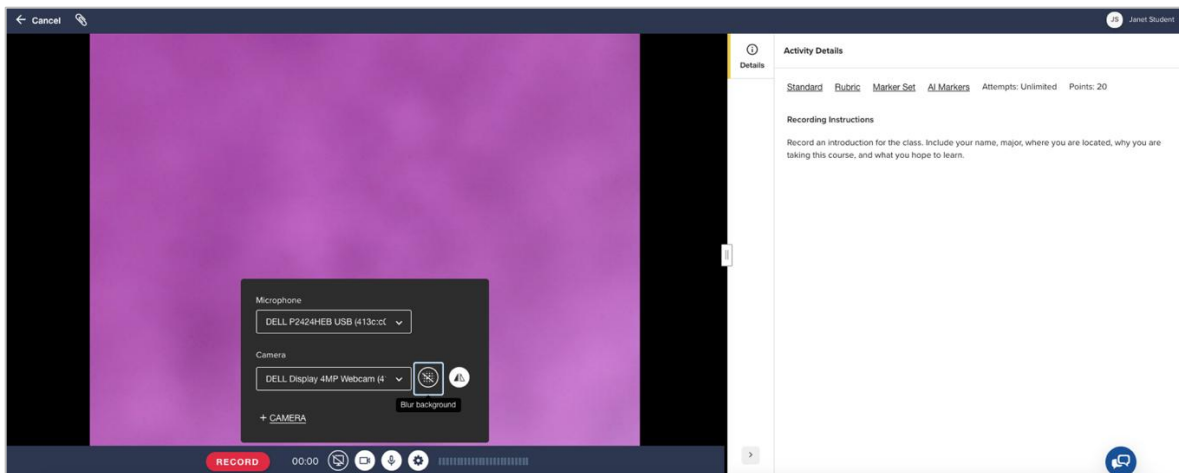 Cancel
JS Janet Student
Details
Activity Details
Standard Rubric Marker Set AI Markers Attempts: Unlimited Points: 20
Recording Instructions
Record an introduction for the class. Include your name, major, where you are located, why you are
taking this course, and what you hope to learn.
Microphone
DELL P2424HEB USB (413c:c(
Camera
DELL Display 4MP Webcam (4
Blur background
+ CAMERA
RECORD 00:00